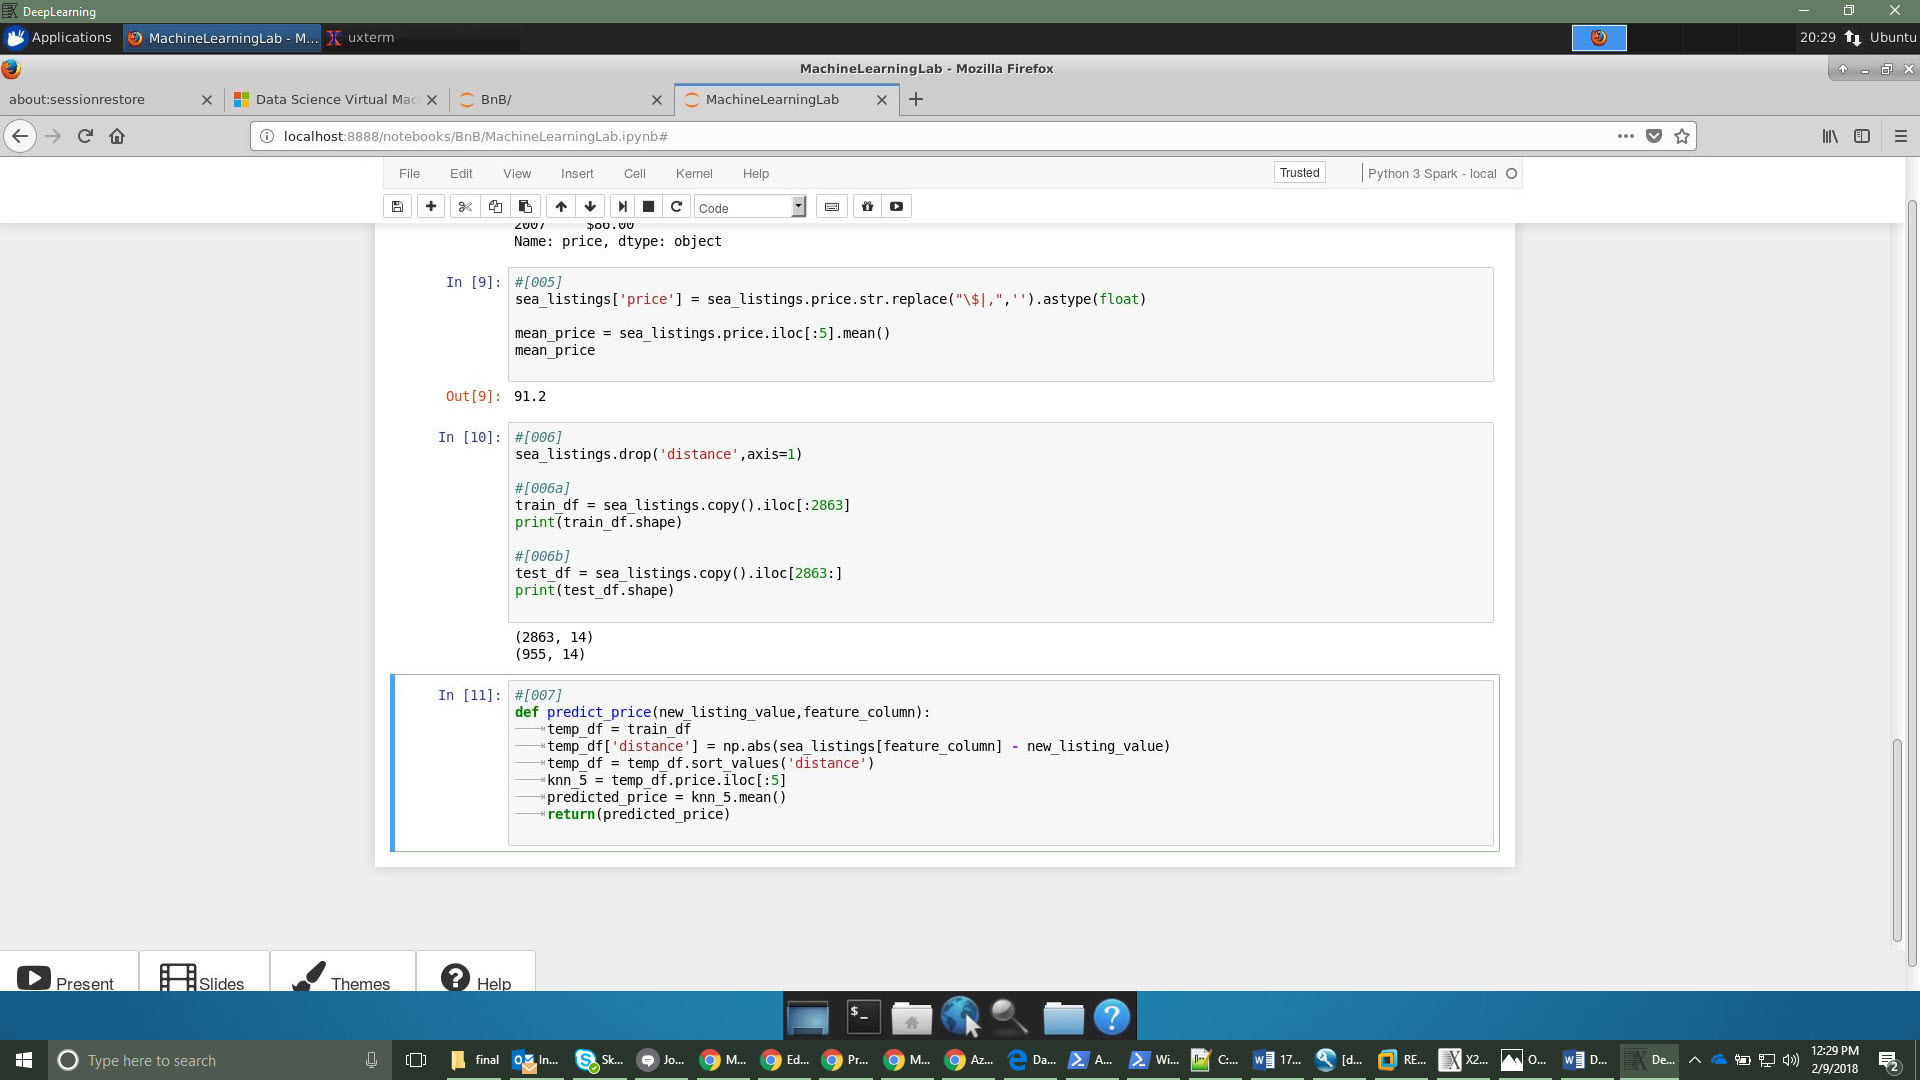 DeepLearning
Applications
MachineLearningLab - M...
uxterm
20:29
Ubuntu
MachineLearningLab - Mozilla Firefox
about:sessionrestore
Data Science Virtual Mac
BnB/
MachineLearningLab
localhost:8888/notebooks/BnB/MachineLearningLab.ipynb#
File Edit View Insert Cell Kernel Help
Trusted
Python 3 Spark - local
Code
2007 $86.00
Name: price, dtype: object
In [9]: #[005]
sea_listings['price'] = sea_listings.price.str.replace("\$|,",'').astype(float)
mean_price = sea_listings.price.iloc[:5].mean()
mean_price
Out[9]: 91.2
In [10]: #[006]
sea_listings.drop('distance',axis=1)
#[006a]
train_df = sea_listings.copy().iloc[:2863]
print(train_df.shape)
#[006b]
test_df = sea_listings.copy().iloc[2863:]
print(test_df.shape)
(2863, 14)
(955, 14)
In [11]: #[007]
def predict_price(new_listing_value,feature_column):
temp_df = train_df
temp_df['distance'] = np.abs(sea_listings[feature_column] - new_listing_value)
temp_df = temp_df.sort_values('distance')
knn_5 = temp_df.price.iloc[:5]
predicted_price = knn_5.mean()
return(predicted_price)
Present
Slides
Themes
Help
$_
Type here to search
final
In...
Sk...
Jo...
M...
Ed...
Pr...
M...
Az...
Da...
A...
Wi...
C:...
17...
[d...
RE...
X2...
O...
D...
De...
12:29 PM
2/9/2018
2